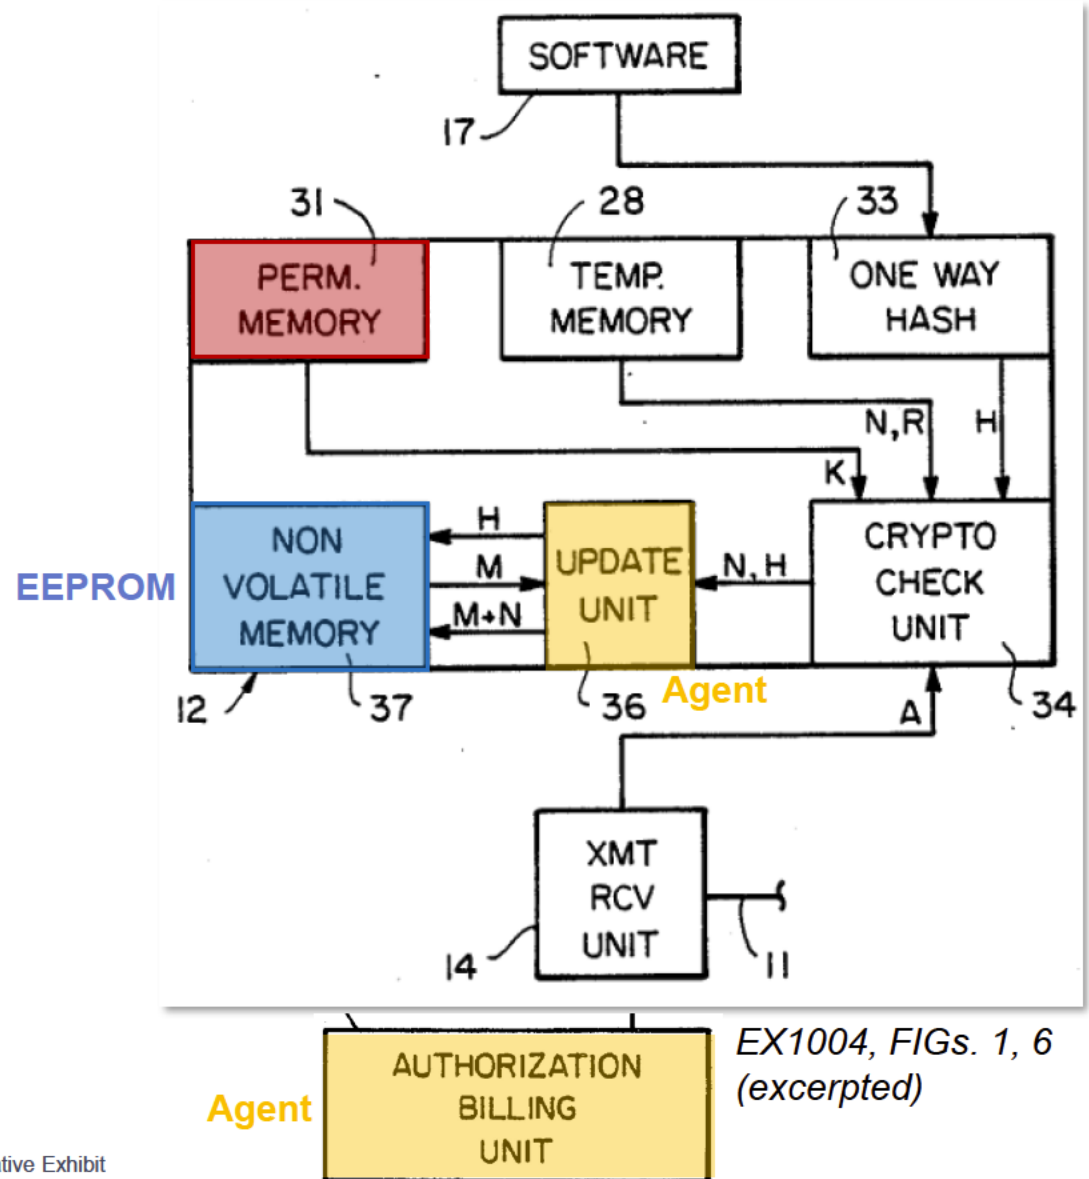 SOFTWARE
17
31
28
33
PERM.
MEMORY
TEMP.
MEMORY
ONE WAY
HASH
N,R
H
K
EEPROM
NON
VOLATILE
MEMORY
H
M
M+N
UPDATE
UNIT
N,H
CRYPTO
CHECK
UNIT
12
37
36
Agent
A
34
XMT
RCV
UNIT
14
11
EX1004, FIGs. 1, 6
(excerpted)
Agent
AUTHORIZATION
BILLING
UNIT
Exhibit